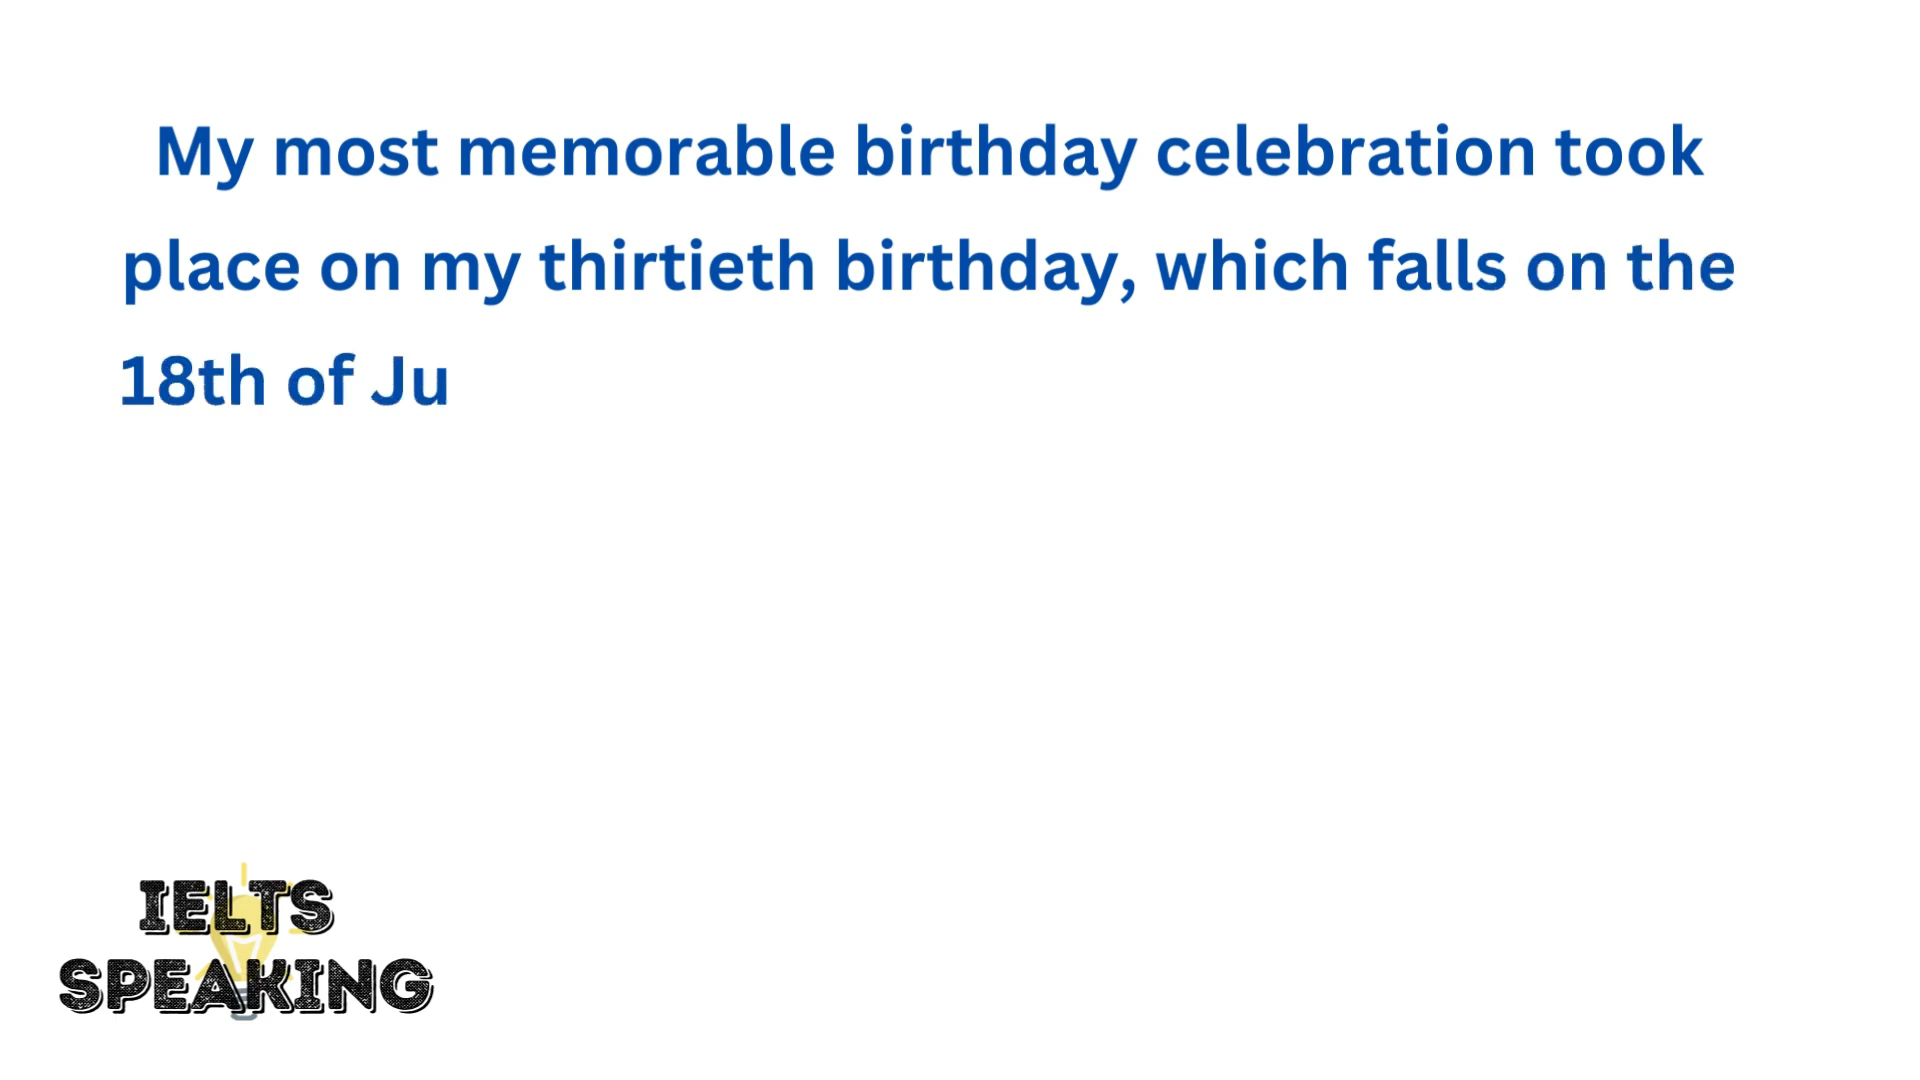 My most memorable birthday celebration took
place on my thirtieth birthday, which falls on the
18th of Ju
IELTS
SPEAKING